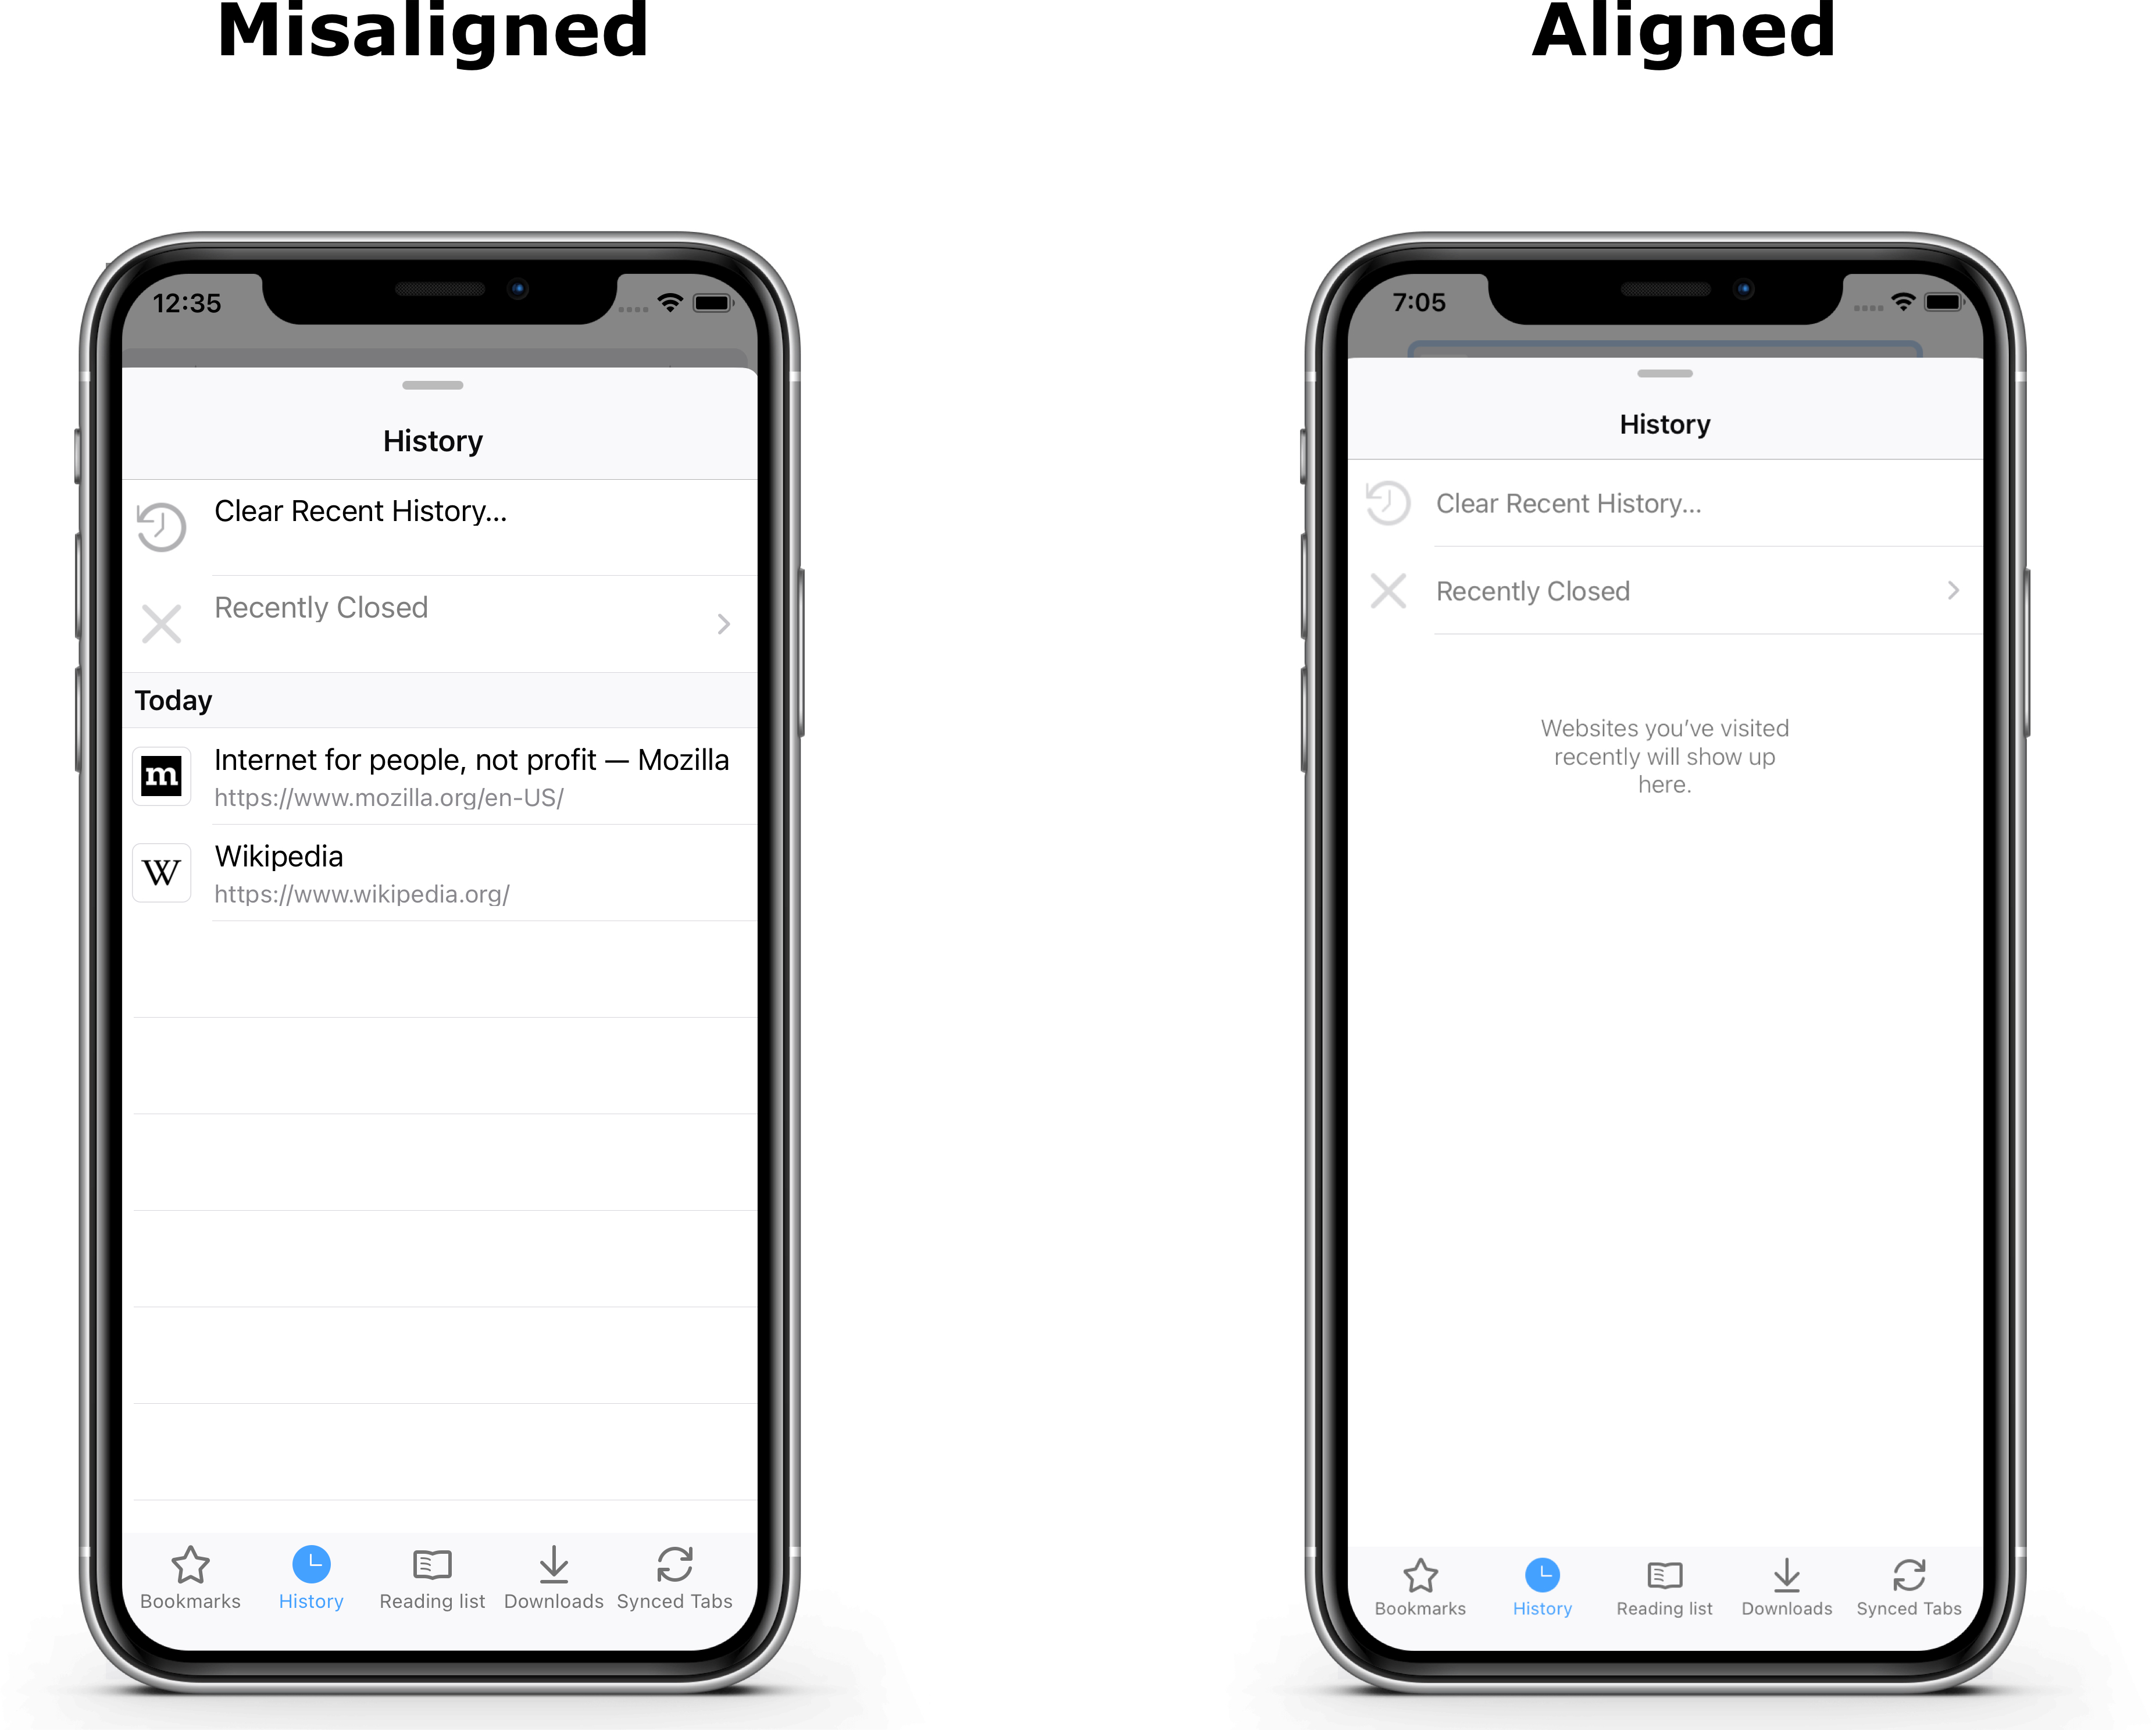 Misaligned
Aligned
12:35
History
Clear Recent History...
Recently Closed
Today
m
Internet for people, not profit — Mozilla
https://www.mozilla.org/en-US/
W
Wikipedia
https://www.wikipedia.org/
Bookmarks
History
Reading list
Downloads
Synced Tabs
7:05
History
Clear Recent History...
Recently Closed
Websites you’ve visited
recently will show up
here.
Bookmarks
History
Reading list
Downloads
Synced Tabs